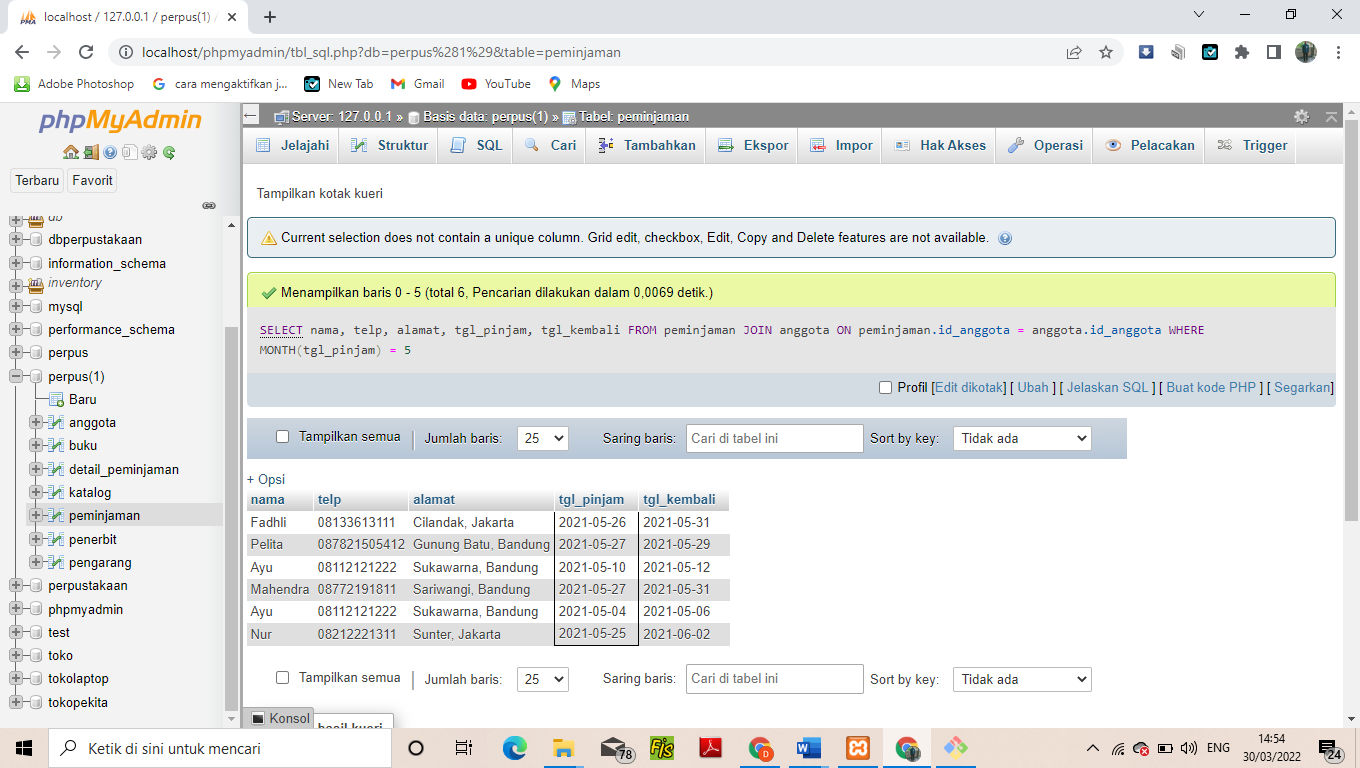 localhost / 127.0.0.1 / perpus(1) /
localhost/phpmyadmin/tbl_sql.php?db=perpus%281%29&table=peminjaman
Adobe Photoshop
cara mengaktifkan j...
New Tab
Gmail
YouTube
Maps
phpMyAdmin
Terbaru
Favorit
db
dbperpustakaan
information_schema
inventory
mysql
performance_schema
perpus
perpus(1)
Baru
anggota
buku
detail_peminjaman
katalog
peminjaman
penerbit
pengarang
perpustakaan
phpmyadmin
test
toko
tokolaptop
tokopekita
Server: 127.0.0.1 » Basis data: perpus(1) » Tabel: peminjaman
Jelajahi Struktur SQL Cari Tambahkan Ekspor Impor Hak Akses Operasi Pelacakan Trigger
Tampilkan kotak kueri
Current selection does not contain a unique column. Grid edit, checkbox, Edit, Copy and Delete features are not available.
Menampilkan baris 0 - 5 (total 6, Pencarian dilakukan dalam 0,0069 detik.)
SELECT nama, telp, alamat, tgl_pinjam, tgl_kembali FROM peminjaman JOIN anggota ON peminjaman.id_anggota = anggota.id_anggota WHERE
MONTH(tgl_pinjam) = 5
Profil [Edit dikotak] [ Ubah ] [ Jelaskan SQL ] [ Buat kode PHP ] [ Segarkan]
Tampilkan semua | Jumlah baris: 25 Saring baris: Cari di tabel ini Sort by key: Tidak ada
+ Opsi
nama telp alamat tgl_pinjam tgl_kembali
Fadhli 08133613111 Cilandak, Jakarta 2021-05-26 2021-05-31
Pelita 087821505412 Gunung Batu, Bandung 2021-05-27 2021-05-29
Ayu 08112121222 Sukawarna, Bandung 2021-05-10 2021-05-12
Mahendra 08772191811 Sariwangi, Bandung 2021-05-27 2021-05-31
Ayu 08112121222 Sukawarna, Bandung 2021-05-04 2021-05-06
Nur 08212221311 Sunter, Jakarta 2021-05-25 2021-06-02
Tampilkan semua | Jumlah baris: 25 Saring baris: Cari di tabel ini Sort by key: Tidak ada
Konsol
hasil kueri
Ketik di sini untuk mencari
78
ENG
14:54
30/03/2022
24